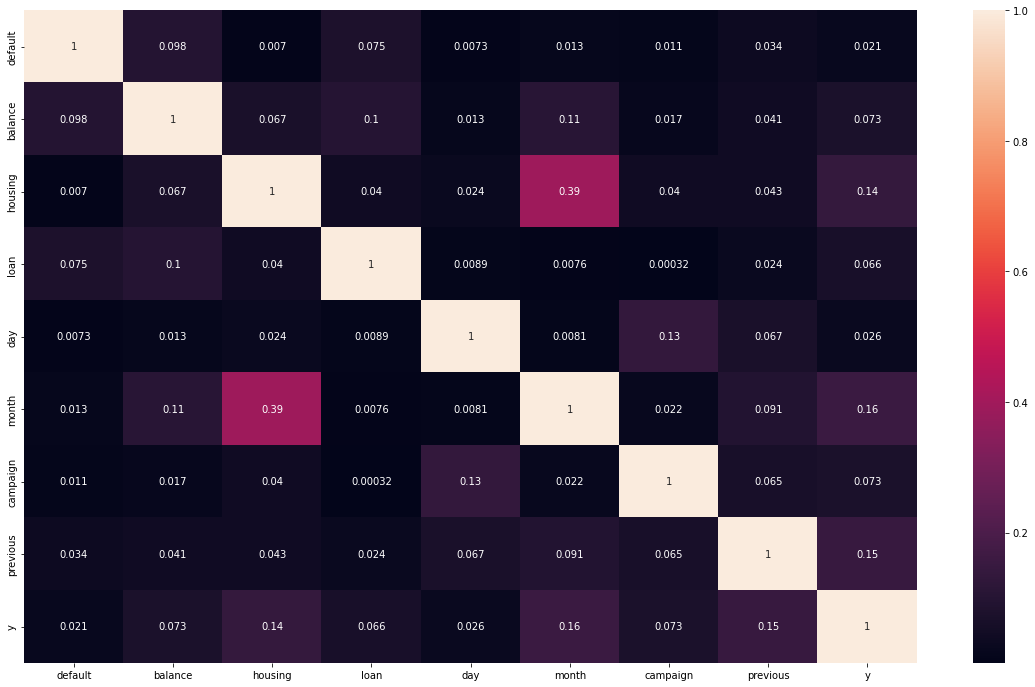 default 1 0.098 0.007 0.075 0.0073 0.013 0.011 0.034 0.021
balance 0.098 1 0.067 0.1 0.013 0.11 0.017 0.041 0.073
housing 0.007 0.067 1 0.04 0.024 0.39 0.04 0.043 0.14
loan 0.075 0.1 0.04 1 0.0089 0.0076 0.00032 0.024 0.066
day 0.0073 0.013 0.024 0.0089 1 0.0081 0.13 0.067 0.026
month 0.013 0.11 0.39 0.0076 0.0081 1 0.022 0.091 0.16
campaign 0.011 0.017 0.04 0.00032 0.13 0.022 1 0.065 0.073
previous 0.034 0.041 0.043 0.024 0.067 0.091 0.065 1 0.15
y 0.021 0.073 0.14 0.066 0.026 0.16 0.073 0.15 1
default balance housing loan day month campaign previous y
1.0
0.8
0.6
0.4
0.2